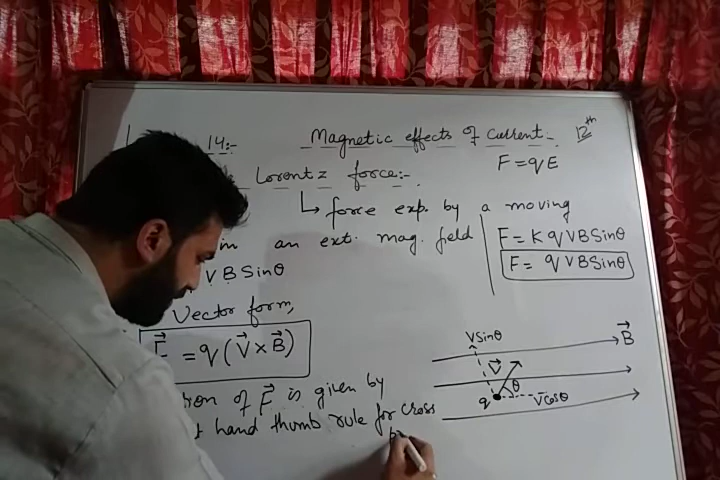 14:- Magnetic effects of Current- 12th
F = qE
Lorentz force:-
↳ force exp. by a moving
in an ext. mag. field
F = K qVBSinθ
F = qVBSinθ
VBSinθ
Vector form,
F⃗ = q(V⃗×B⃗)
VSinθ
B⃗
V⃗
θ
q
VCosθ
of F⃗ is given by
hand thumb rule for cross